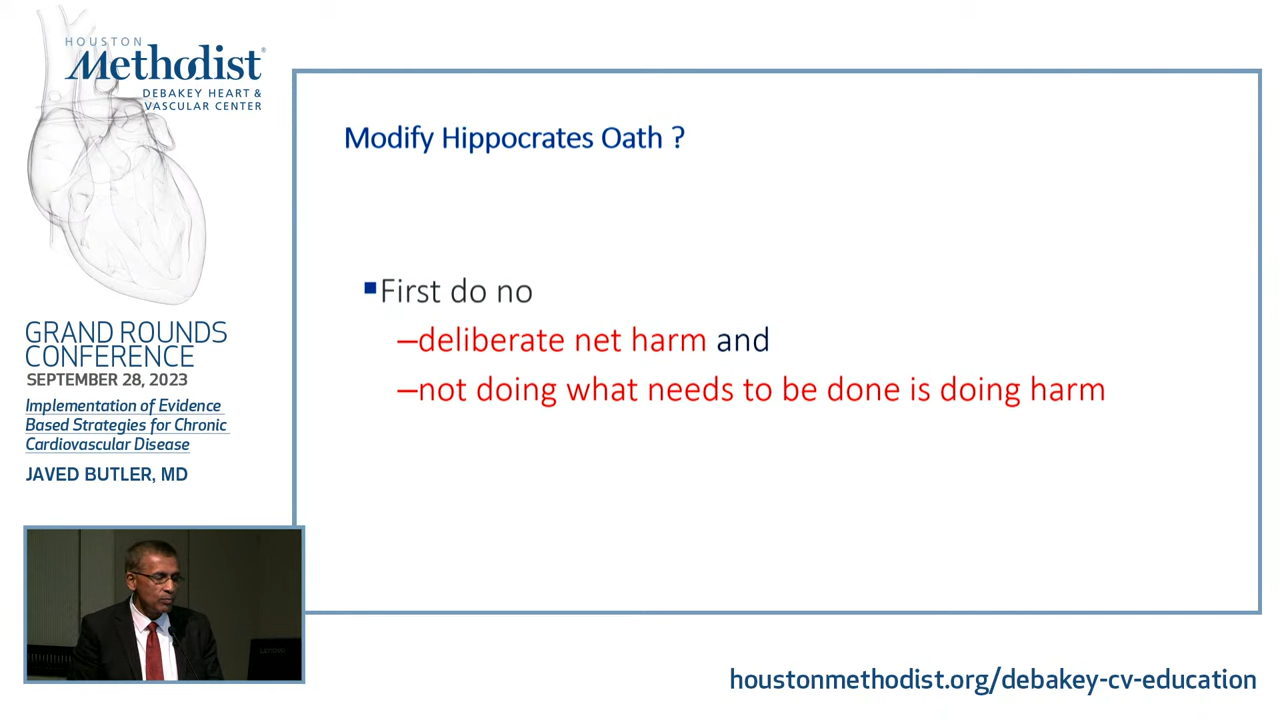 HOUSTON
Methodist®
DEBAKEY HEART &
VASCULAR CENTER
GRAND ROUNDS
CONFERENCE
SEPTEMBER 28, 2023
Implementation of Evidence
Based Strategies for Chronic
Cardiovascular Disease
JAVED BUTLER, MD
Modify Hippocrates Oath ?
▪First do no
–deliberate net harm and
–not doing what needs to be done is doing harm
LENOVO
houstonmethodist.org/debakey-cv-education